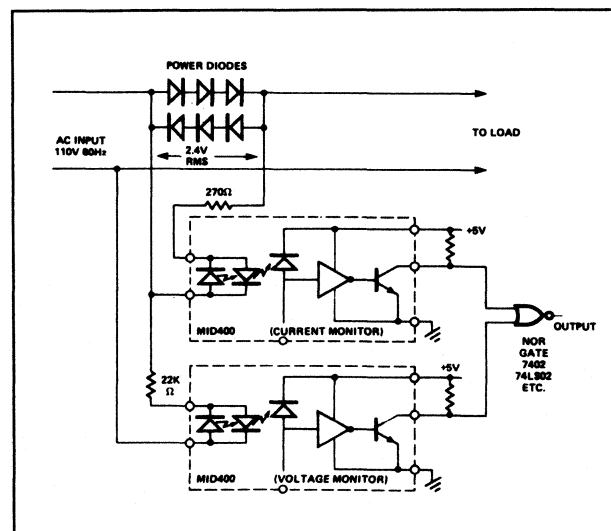 POWER DIODES
AC INPUT
110V 60Hz
2.4V
RMS
TO LOAD
270Ω
+5V
MID400
(CURRENT MONITOR)
OUTPUT
NOR
GATE
7402
74LS02
ETC.
22K
Ω
+5V
MID400
(VOLTAGE MONITOR)